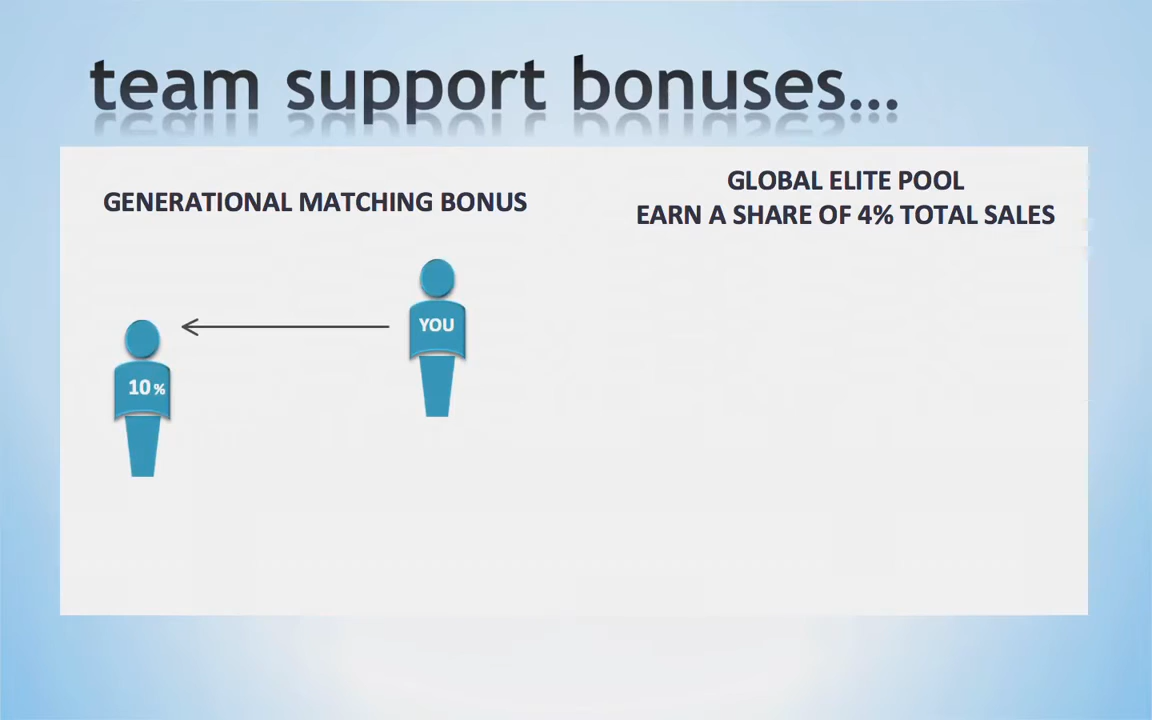 team support bonuses...
GENERATIONAL MATCHING BONUS
GLOBAL ELITE POOL
EARN A SHARE OF 4% TOTAL SALES
YOU
10 %